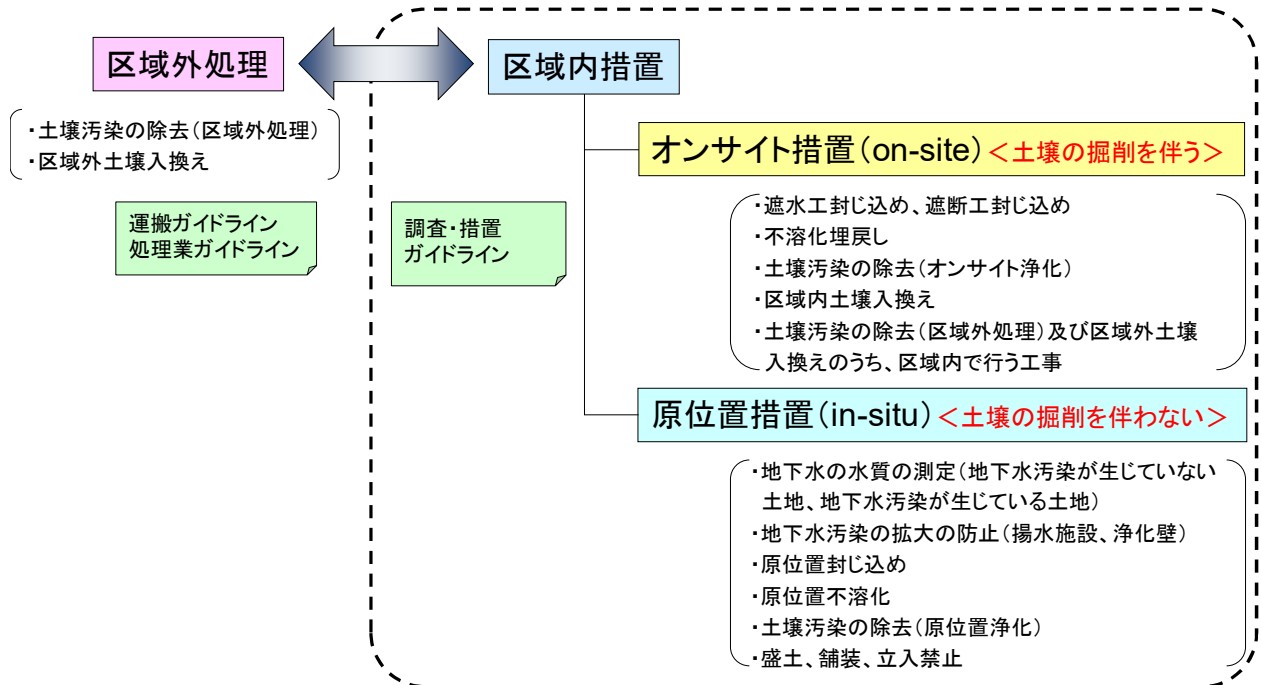 区域外処理
・土壌汚染の除去（区域外処理）
・区域外土壌入換え
運搬ガイドライン
処理業ガイドライン
区域内措置
調査・措置
ガイドライン
オンサイト措置（on-site）＜土壌の掘削を伴う＞
・遮水工封じ込め、遮断工封じ込め
・不溶化埋戻し
・土壌汚染の除去（オンサイト浄化）
・区域内土壌入換え
・土壌汚染の除去（区域外処理）及び区域外土壌
入換えのうち、区域内で行う工事
原位置措置（in-situ）＜土壌の掘削を伴わない＞
・地下水の水質の測定（地下水汚染が生じていない
土地、地下水汚染が生じている土地）
・地下水汚染の拡大の防止（揚水施設、浄化壁）
・原位置封じ込め
・原位置不溶化
・土壌汚染の除去（原位置浄化）
・盛土、舗装、立入禁止